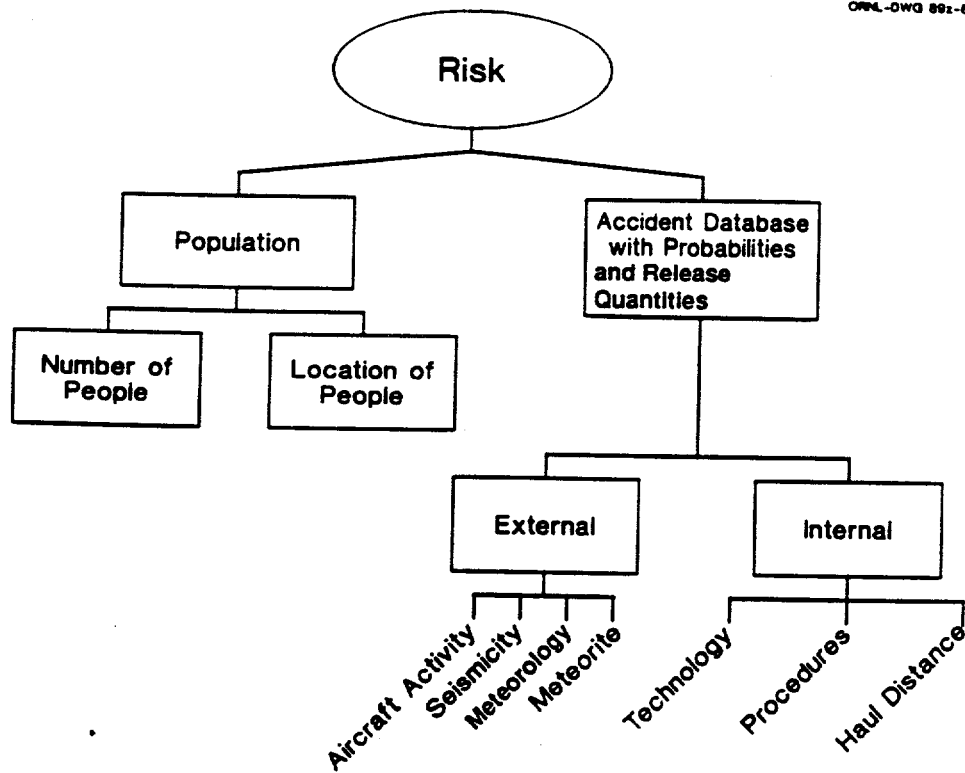 ORNL-DWG 89z-
Risk
Population
Accident Database
with Probabilities
and Release
Quantities
Number of
People
Location of
People
External
Internal
Aircraft Activity
Seismicity
Meteorology
Meteorite
Technology
Procedures
Haul Distance